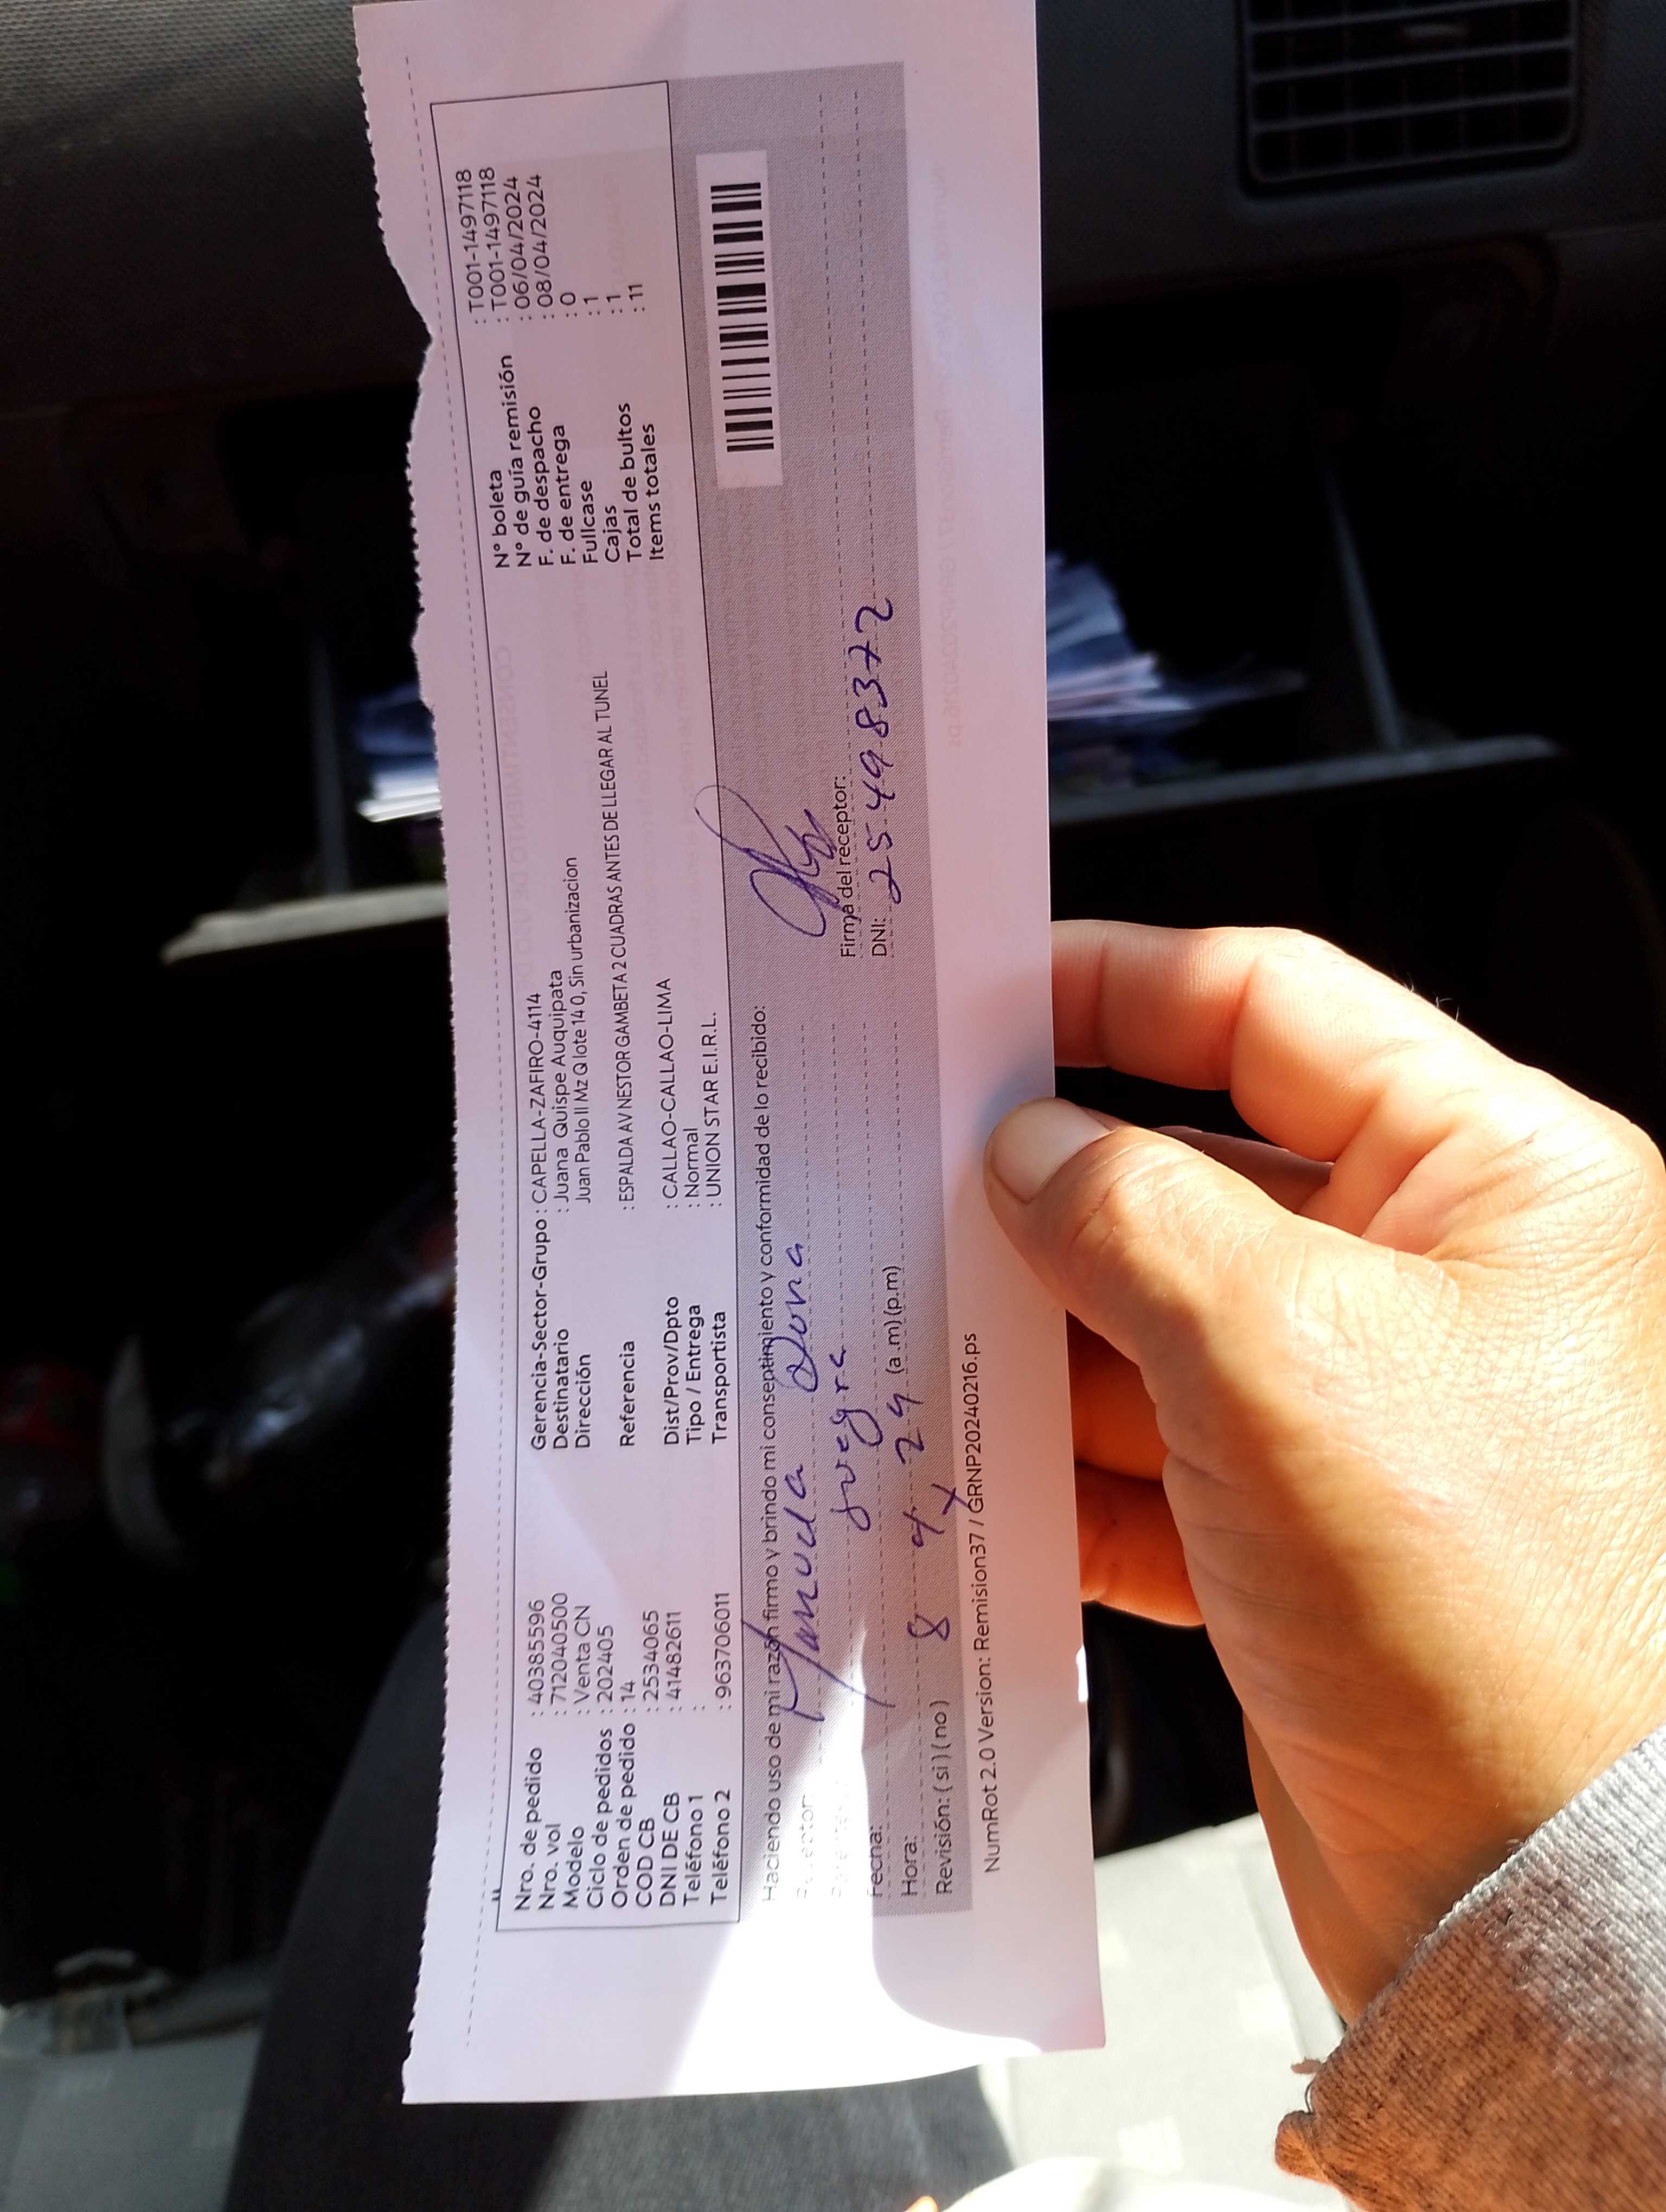 Nro. de pedido : 40385596
Nro. vol : 712040500
Modelo : Venta CN
Ciclo de pedidos : 202405
Orden de pedido : 14
COD CB : 2534065
DNI DE CB : 41482611
Teléfono 1 :
Teléfono 2 : 963706011
Gerencia-Sector-Grupo : CAPELLA-ZAFIRO-4114
Destinatario : Juana Quispe Auquipata
Dirección Juan Pablo II Mz Q lote 14 0, Sin urbanizacion
Referencia : ESPALDA AV NESTOR GAMBETA 2 CUADRAS ANTES DE LLEGAR AL TUNEL
Dist/Prov/Dpto : CALLAO-CALLAO-LIMA
Tipo / Entrega : Normal
Transportista : UNION STAR E.I.R.L.
N° boleta : T001-1497118
N° de guía remisión : T001-1497118
F. de despacho : 06/04/2024
F. de entrega : 08/04/2024
Fullcase : 0
Cajas : 1
Total de bultos : 1
Items totales : 11
Haciendo uso de mi razón firmo y brindo mi consentimiento y conformidad de lo recibido:
Manuela
suegra
Fecha: 8 4 24
Hora: (a.m) (p.m)
Revisión: ( si ) ( no )
Firma del receptor:
DNI: 25498372
NumRot 2.0 Version: Remision37 / GRNP20240216.ps